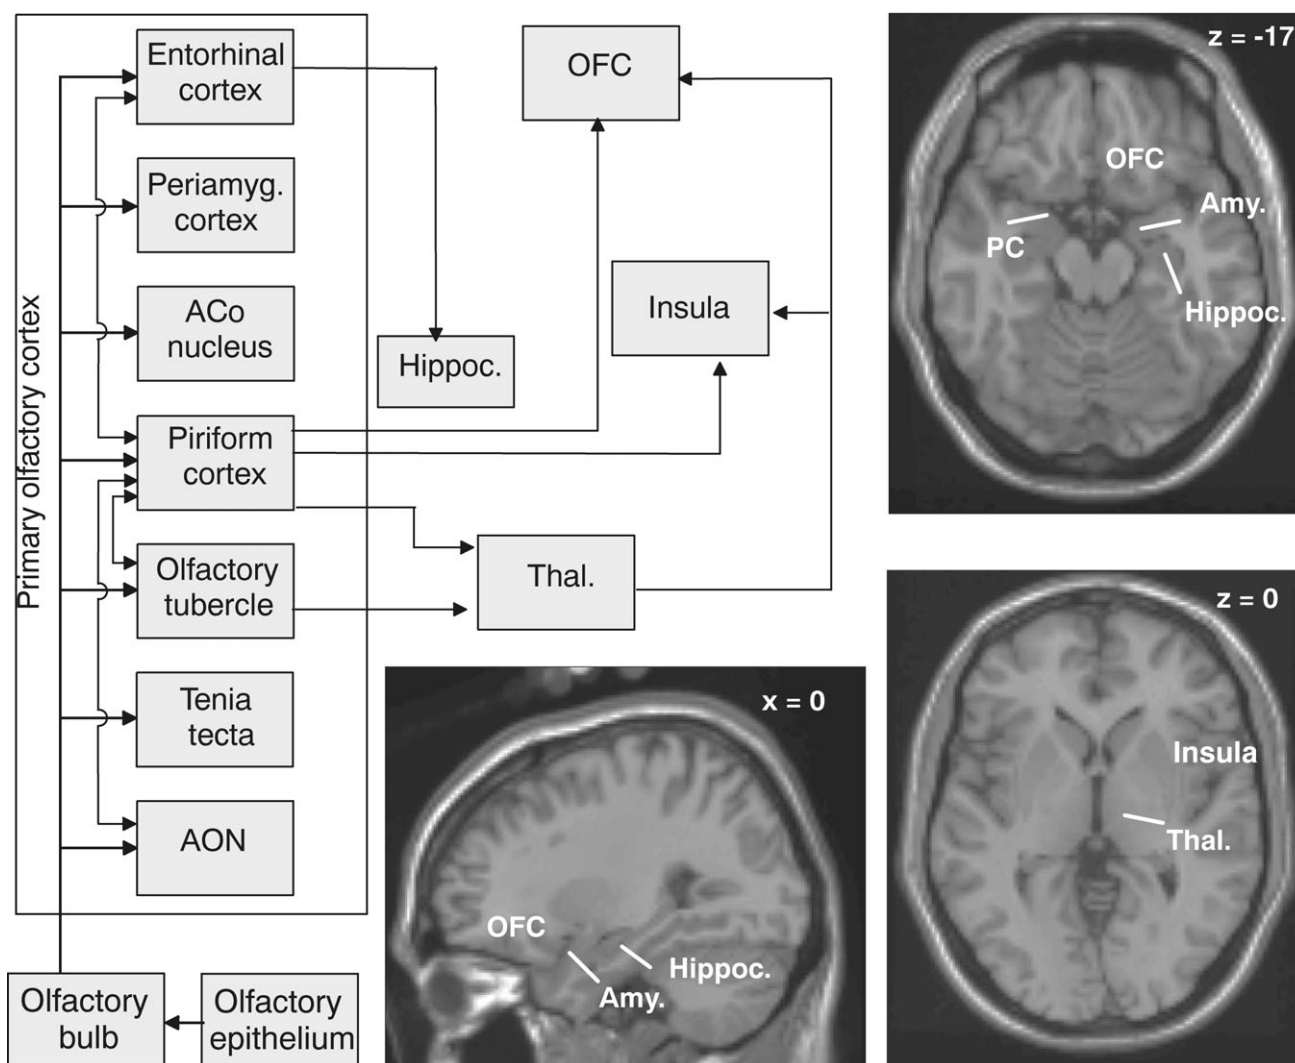 Primary olfactory cortex
Entorhinal
cortex
Periamyg.
cortex
ACo
nucleus
Piriform
cortex
Olfactory
tubercle
Tenia
tecta
AON
Olfactory
bulb
Olfactory
epithelium
OFC
Insula
Hippoc.
Thal.
z = -17
OFC
Amy.
PC
Hippoc.
x = 0
OFC
Hippoc.
Amy.
z = 0
Insula
Thal.